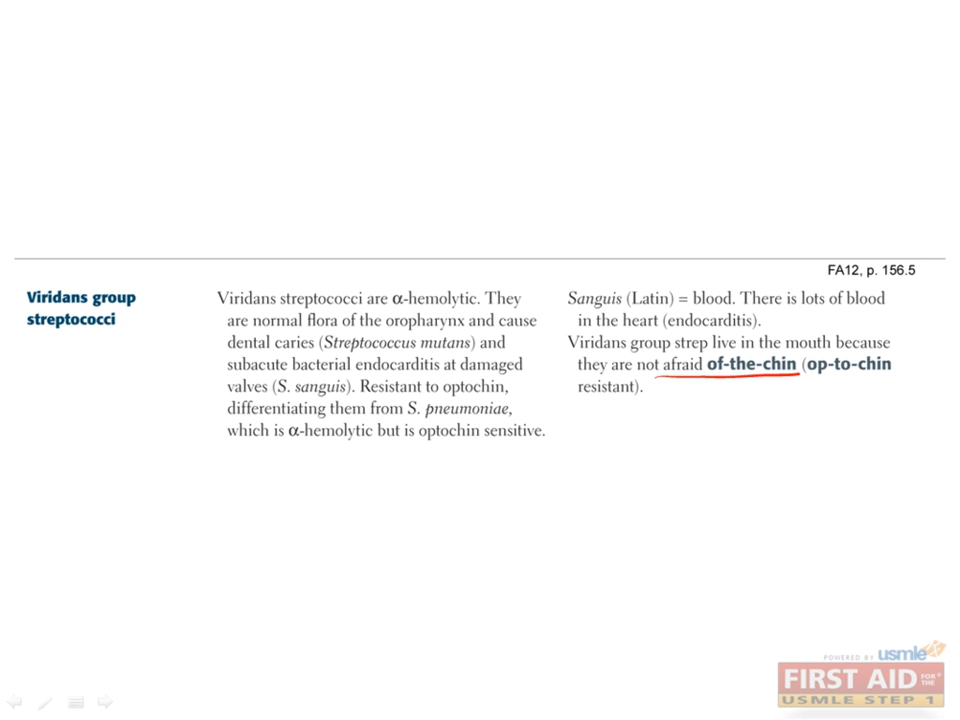 FA12, p. 156.5
Viridans group
streptococci
Viridans streptococci are α-hemolytic. They
are normal flora of the oropharynx and cause
dental caries (Streptococcus mutans) and
subacute bacterial endocarditis at damaged
valves (S. sanguis). Resistant to optochin,
differentiating them from S. pneumoniae,
which is α-hemolytic but is optochin sensitive.
Sanguis (Latin) = blood. There is lots of blood
in the heart (endocarditis).
Viridans group strep live in the mouth because
they are not afraid of-the-chin (op-to-chin
resistant).
POWERED BY usmle
FIRST AID FOR THE
USMLE STEP 1